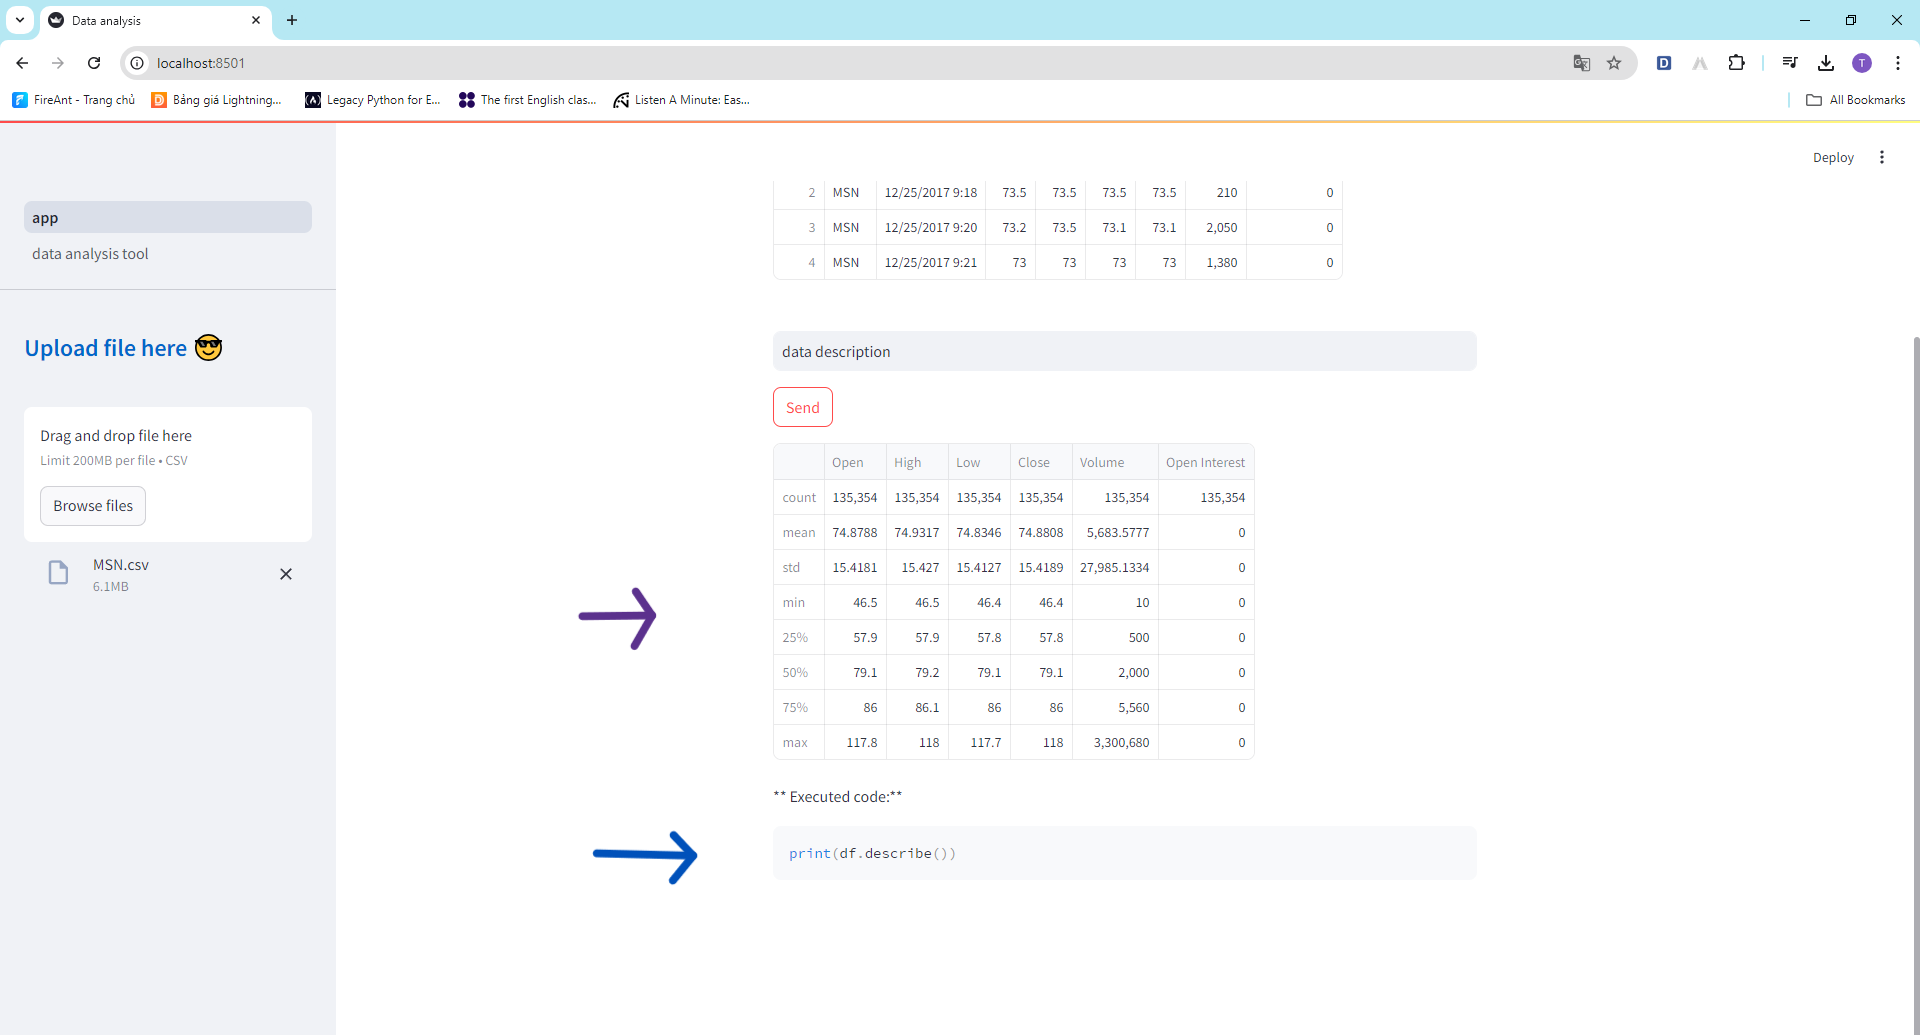 Data analysis
localhost:8501
FireAnt - Trang chủ
Bảng giá Lightning...
Legacy Python for E...
The first English clas...
Listen A Minute: Eas...
All Bookmarks
Deploy
app
data analysis tool
Upload file here
Drag and drop file here
Limit 200MB per file • CSV
Browse files
MSN.csv
6.1MB
2 MSN 12/25/2017 9:18 73.5 73.5 73.5 73.5 210 0
3 MSN 12/25/2017 9:20 73.2 73.5 73.1 73.1 2,050 0
4 MSN 12/25/2017 9:21 73 73 73 73 1,380 0
data description
Send
Open High Low Close Volume Open Interest
count 135,354 135,354 135,354 135,354 135,354 135,354
mean 74.8788 74.9317 74.8346 74.8808 5,683.5777 0
std 15.4181 15.427 15.4127 15.4189 27,985.1334 0
min 46.5 46.5 46.4 46.4 10 0
25% 57.9 57.9 57.8 57.8 500 0
50% 79.1 79.2 79.1 79.1 2,000 0
75% 86 86.1 86 86 5,560 0
max 117.8 118 117.7 118 3,300,680 0
** Executed code:**
print(df.describe())
D
T